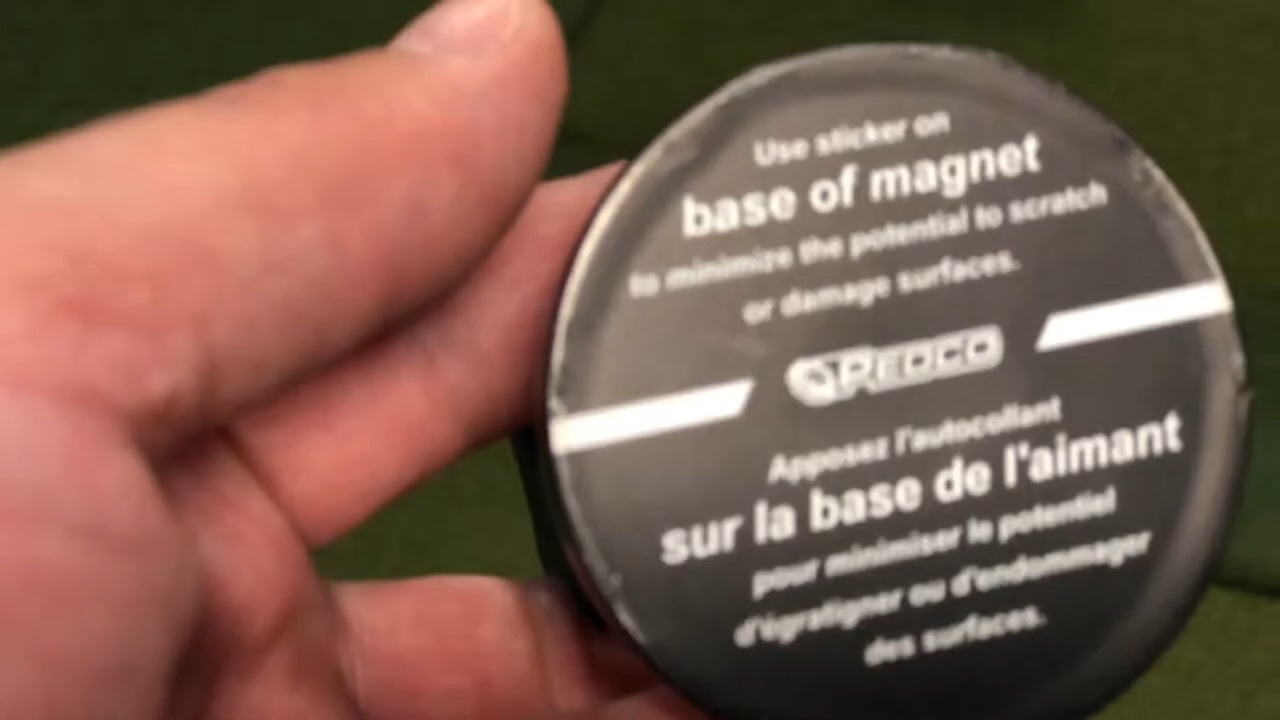 Use sticker on
base of magnet
to minimize the potential to scratch
or damage surfaces.
REDCO
Apposez l'autocollant
sur la base de l'aimant
pour minimiser le potentiel
d'égratigner ou d'endommager
des surfaces.